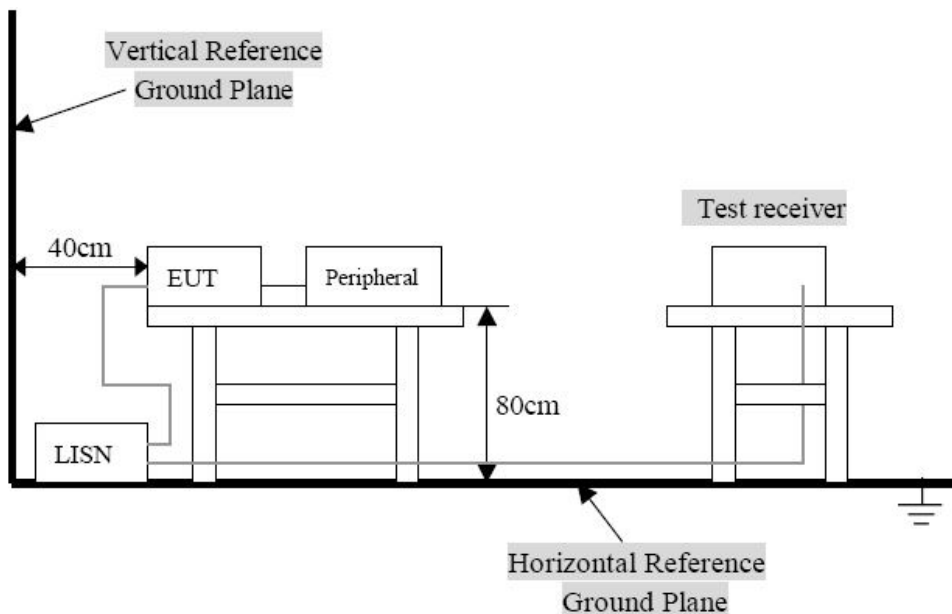 Vertical Reference
Ground Plane
Test receiver
40cm
EUT
Peripheral
80cm
LISN
Horizontal Reference
Ground Plane